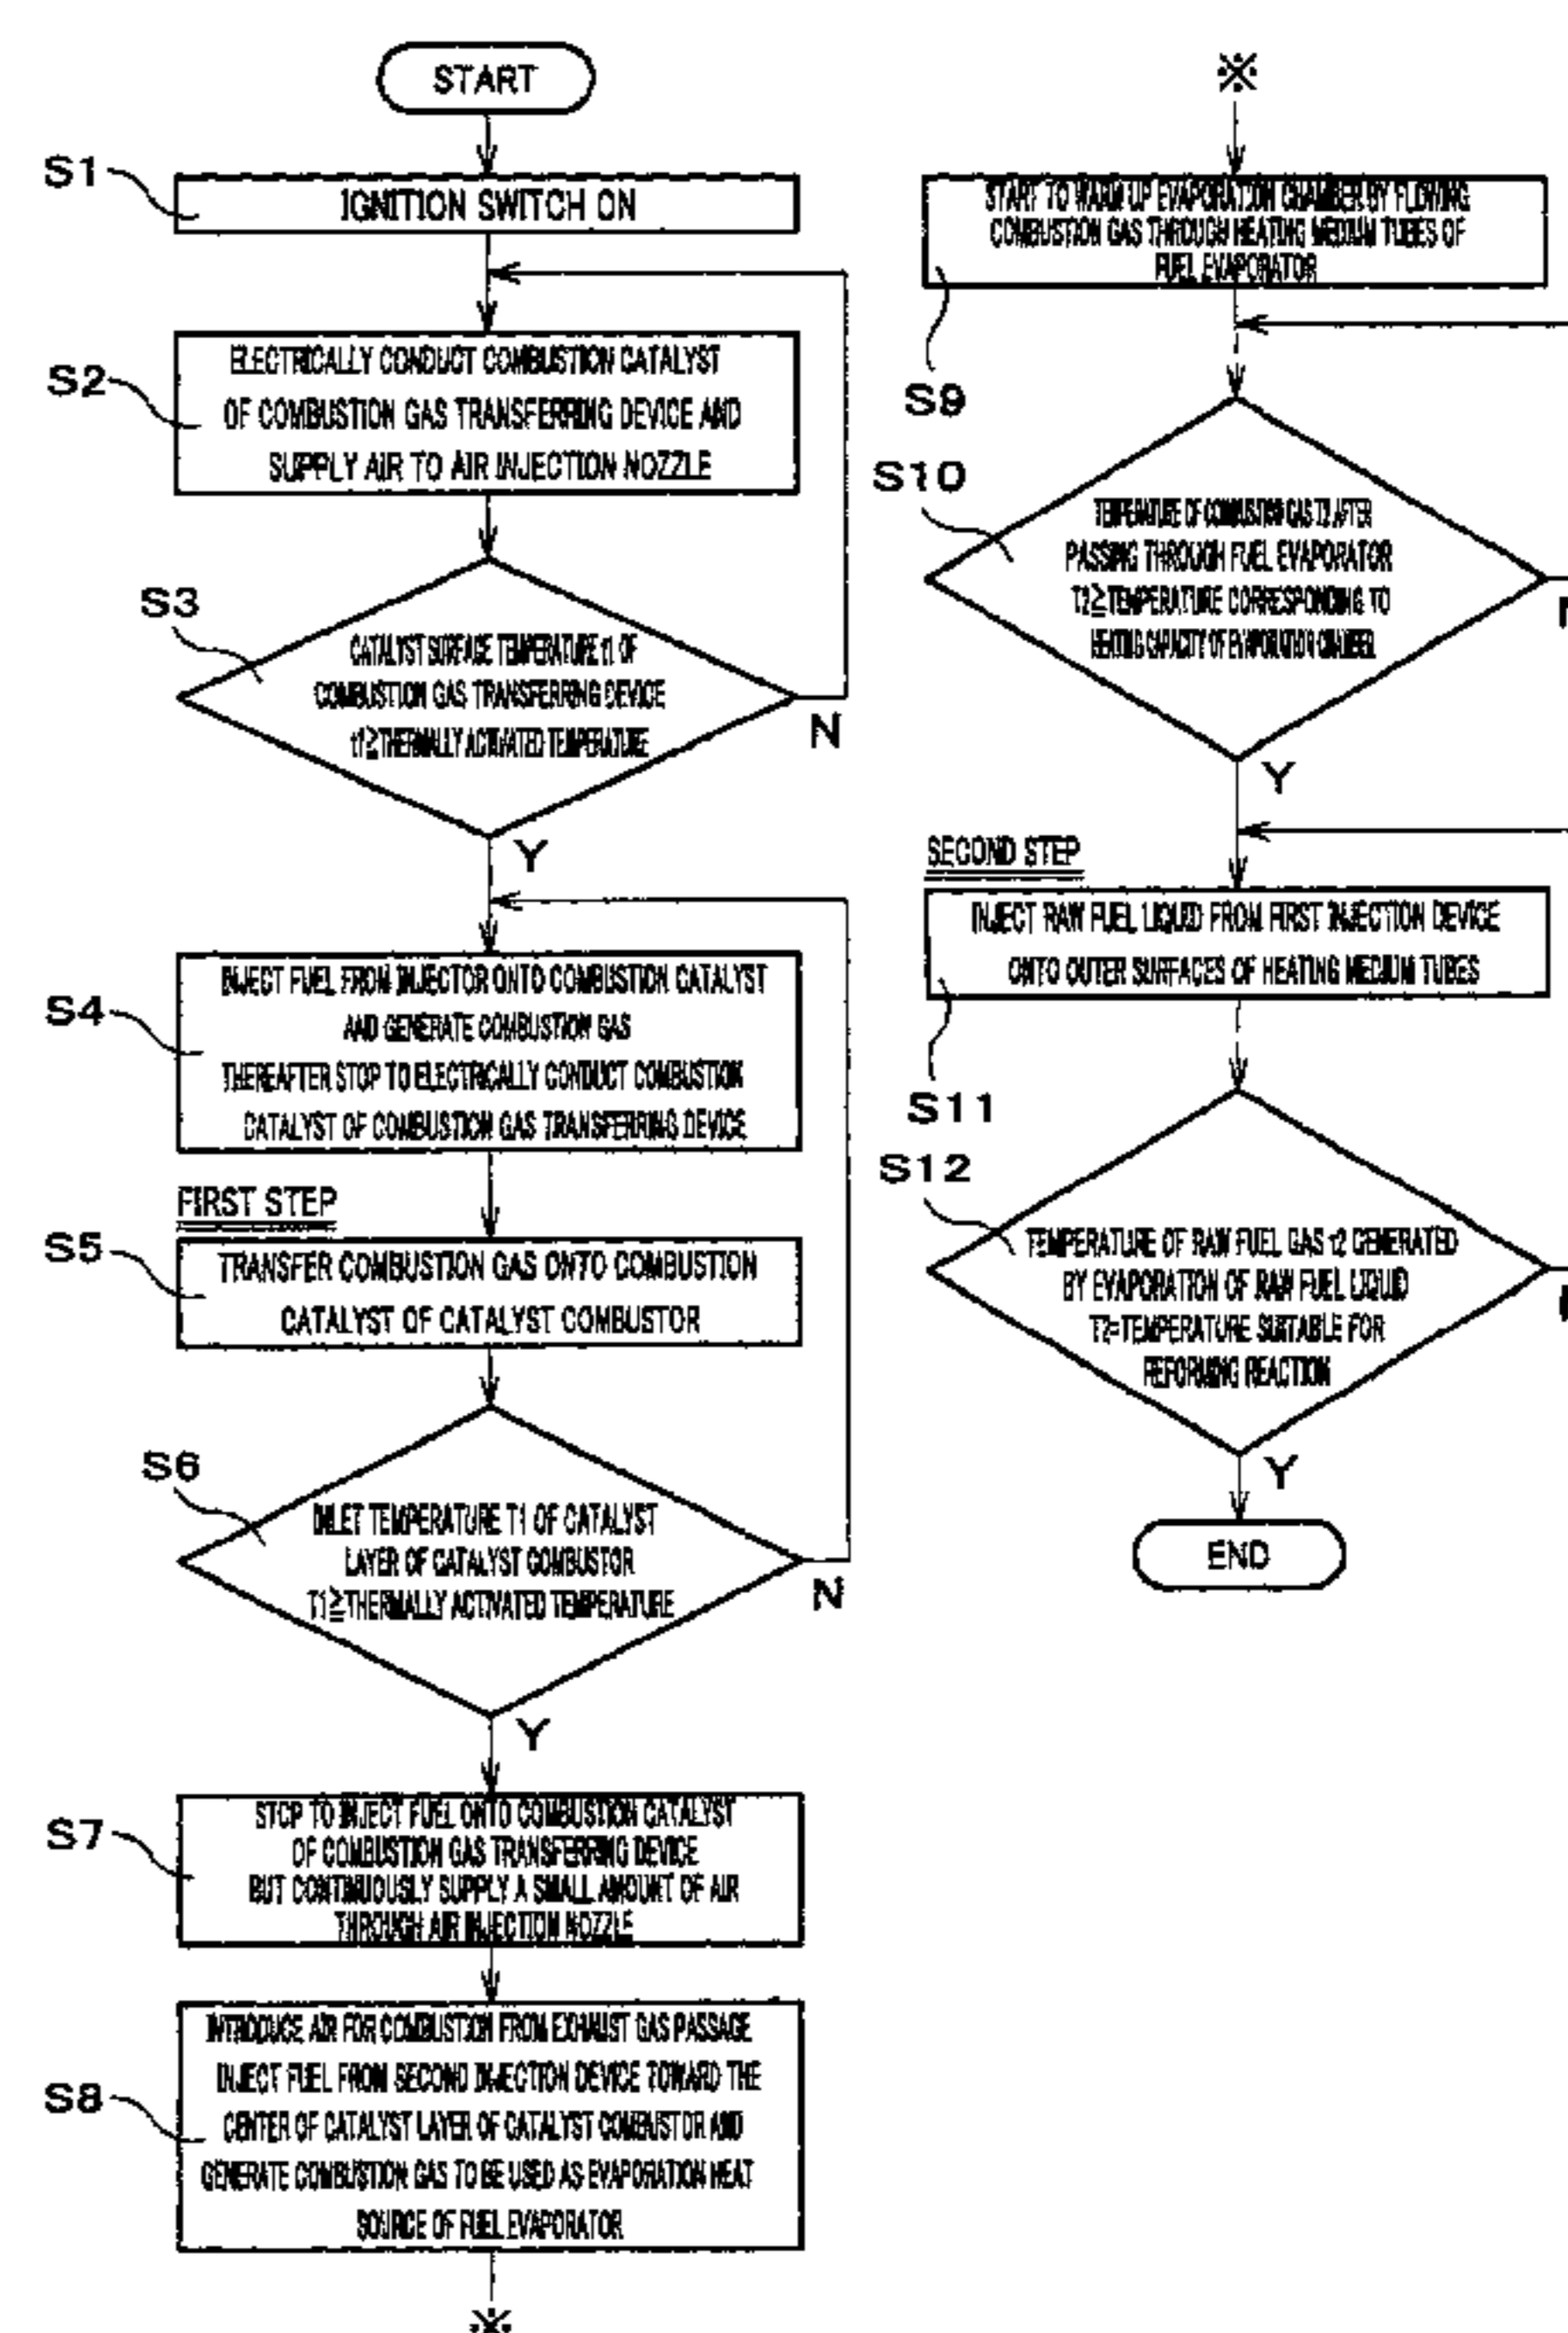 START
S1
IGNITION SWITCH ON
S2
ELECTRICALLY CONDUCT COMBUSTION CATALYST
OF COMBUSTION GAS TRANSFERRING DEVICE AND
SUPPLY AIR TO AIR INJECTION NOZZLE
S3
CATALYST SURFACE TEMPERATURE t1 OF
COMBUSTION GAS TRANSFERRING DEVICE
t1≧THERMALLY ACTIVATED TEMPERATURE
N
Y
S4
INJECT FUEL FROM INJECTOR ONTO COMBUSTION CATALYST
AND GENERATE COMBUSTION GAS
THEREAFTER STOP TO ELECTRICALLY CONDUCT COMBUSTION
CATALYST OF COMBUSTION GAS TRANSFERRING DEVICE
FIRST STEP
S5
TRANSFER COMBUSTION GAS ONTO COMBUSTION
CATALYST OF CATALYST COMBUSTOR
S6
INLET TEMPERATURE T1 OF CATALYST
LAYER OF CATALYST COMBUSTOR
T1≧THERMALLY ACTIVATED TEMPERATURE
N
Y
S7
STOP TO INJECT FUEL ONTO COMBUSTION CATALYST
OF COMBUSTION GAS TRANSFERRING DEVICE
BUT CONTINUOUSLY SUPPLY A SMALL AMOUNT OF AIR
THROUGH AIR INJECTION NOZZLE
S8
INTRODUCE AIR FOR COMBUSTION FROM EXHAUST GAS PASSAGE
INJECT FUEL FROM SECOND INJECTION DEVICE TOWARD THE
CENTER OF CATALYST LAYER OF CATALYST COMBUSTOR AND
GENERATE COMBUSTION GAS TO BE USED AS EVAPORATION HEAT
SOURCE OF FUEL EVAPORATOR
※
※
START TO WARM UP EVAPORATION CHAMBER BY FLOWING
COMBUSTION GAS THROUGH HEATING MEDIUM TUBES OF
FUEL EVAPORATOR
S9
S10
TEMPERATURE OF COMBUSTION GAS T2 AFTER
PASSING THROUGH FUEL EVAPORATOR
T2≧TEMPERATURE CORRESPONDING TO
HEATING CAPACITY OF EVAPORATION CHAMBER
Y
SECOND STEP
INJECT RAW FUEL LIQUID FROM FIRST INJECTION DEVICE
ONTO OUTER SURFACES OF HEATING MEDIUM TUBES
S11
S12
TEMPERATURE OF RAW FUEL GAS t2 GENERATED
BY EVAPORATION OF RAW FUEL LIQUID
T2=TEMPERATURE SUITABLE FOR
REFORMING REACTION
Y
END